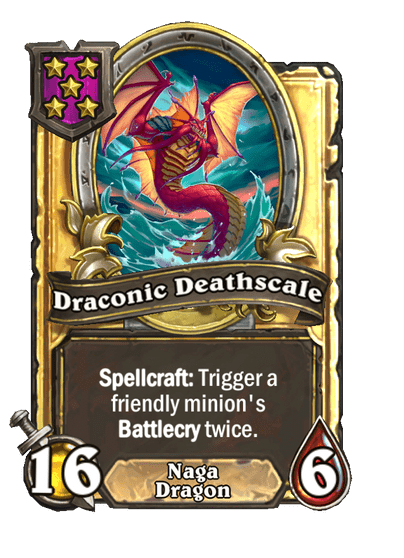 Draconic Deathscale
Spellcraft: Trigger a
friendly minion's
Battlecry twice.
16
Naga
Dragon
6